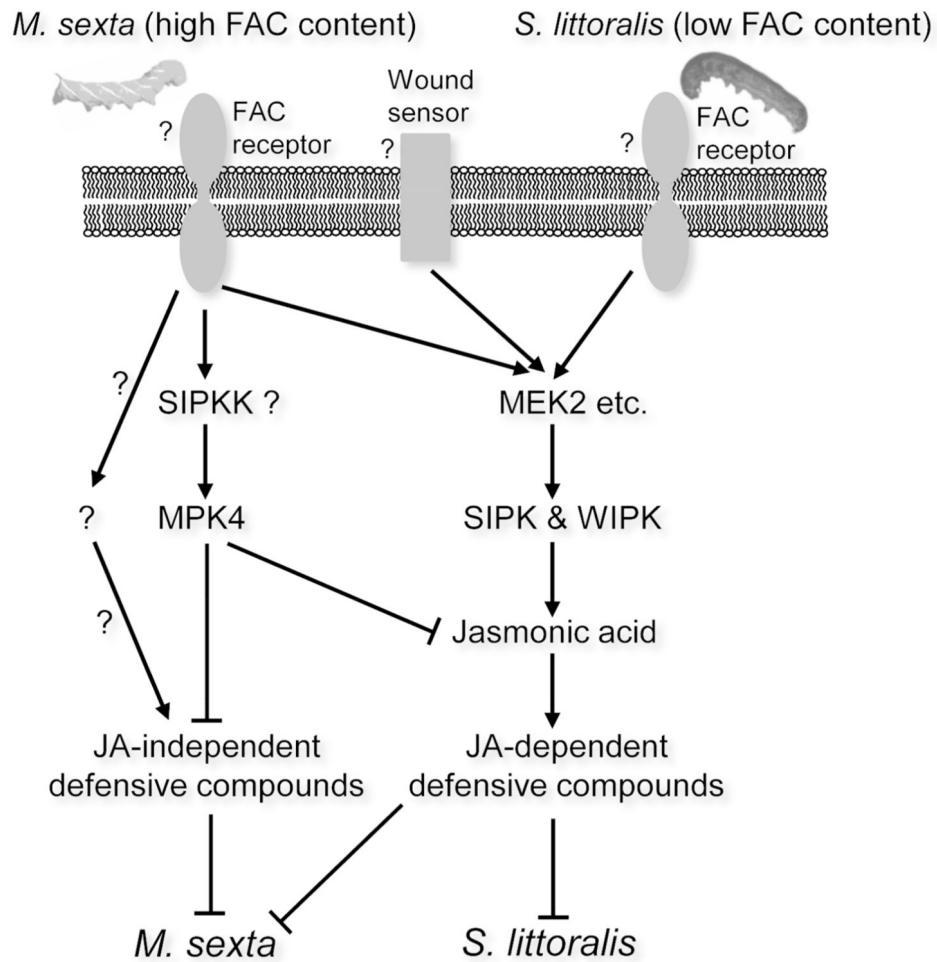 M. sexta (high FAC content)
S. littoralis (low FAC content)
Wound
sensor
?
FAC
receptor
?
?
FAC
receptor
?
SIPKK ?
MEK2 etc.
?
MPK4
SIPK & WIPK
?
Jasmonic acid
JA-independent
defensive compounds
JA-dependent
defensive compounds
M. sexta
S. littoralis